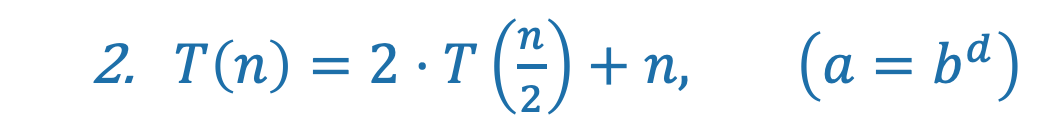 2. T(n) = 2 · T(n/2) + n, (a = b^d)